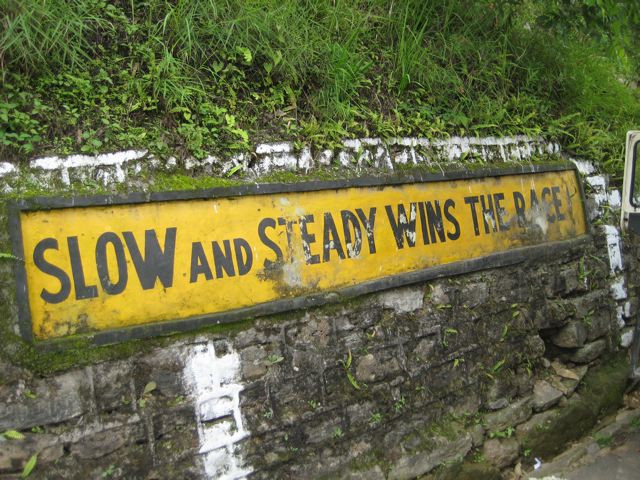 SLOW AND STEADY WINS THE RACE!